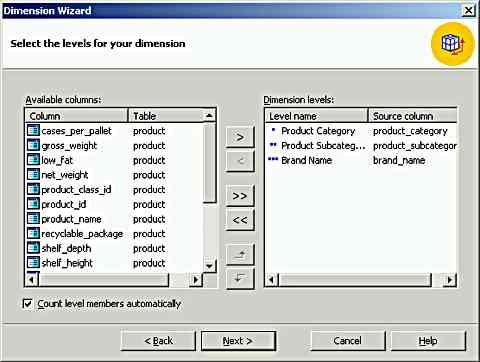 Dimension Wizard
Select the levels for your dimension
Available columns:
Column Table
cases_per_pallet product
gross_weight product
low_fat product
net_weight product
product_class_id product
product_id product
product_name product
recyclable_package product
shelf_depth product
shelf_height product
> 
<
>>
<<
Dimension levels:
Level name Source column
* Product Category product_category
** Product Subcateg... product_subcategor
*** Brand Name brand_name
Count level members automatically
< Back Next > Cancel Help